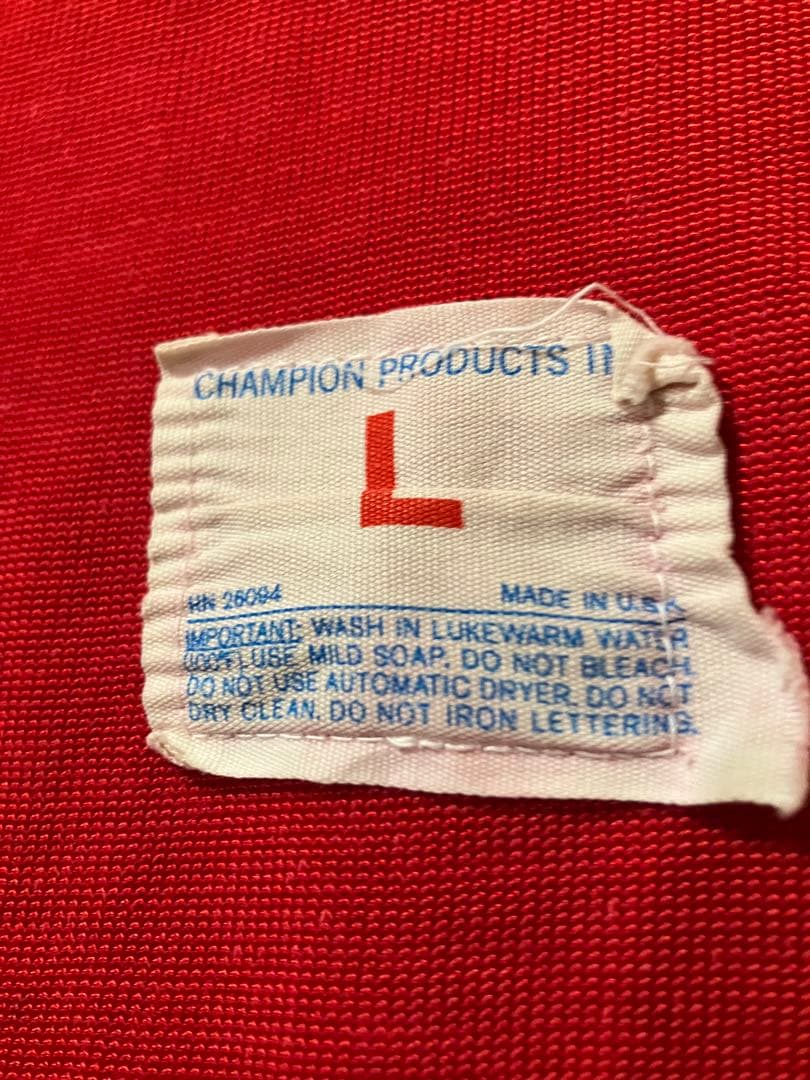 CHAMPION PRODUCTS IN
L
RN 26094 MADE IN U.S.A.
IMPORTANT: WASH IN LUKEWARM WATER
USE MILD SOAP. DO NOT BLEACH
DO NOT USE AUTOMATIC DRYER. DO NOT
DRY CLEAN. DO NOT IRON LETTERING.